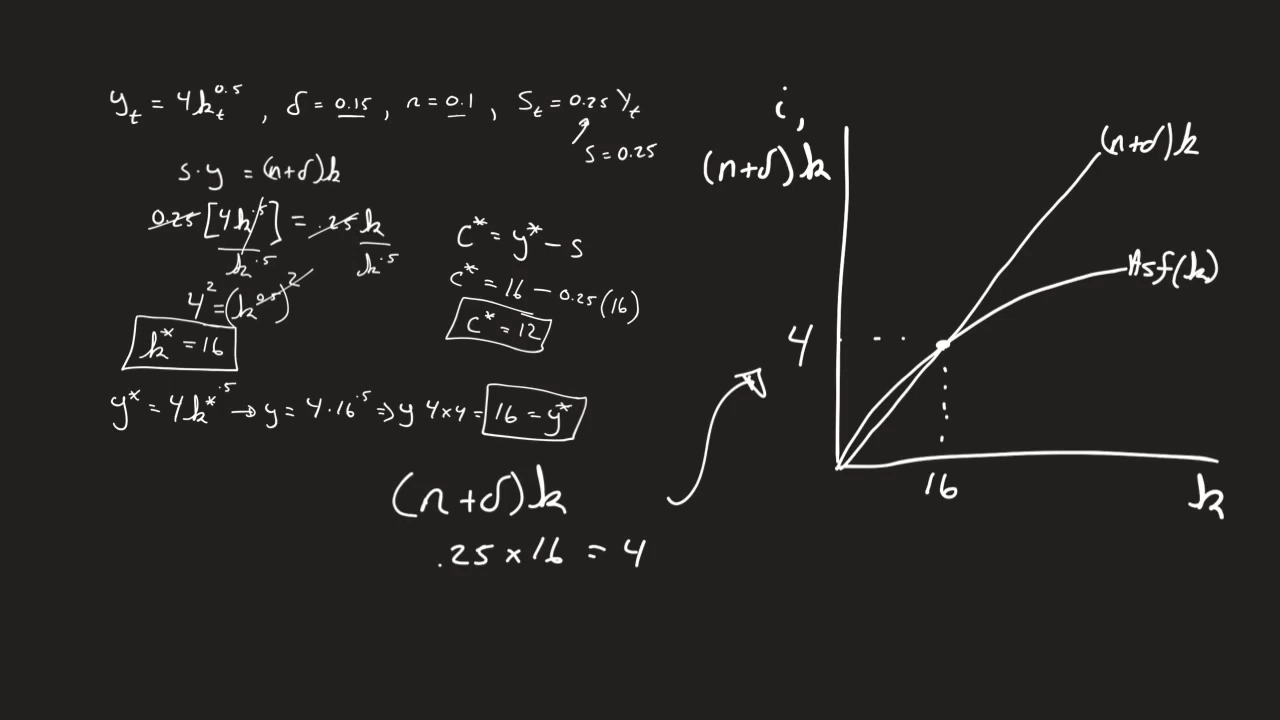 y_t = 4k_t^0.5 , δ = 0.15 , n = 0.1 , S_t = 0.25 Y_t
s = 0.25
s·y = (n+δ)k
0.25 [4k^.5] = .25k
k^.5 k^.5
4^2 = (k^0.5)^2
k* = 16
c* = y* - s
c* = 16 - 0.25(16)
c* = 12
y* = 4k*^.5 → y = 4·16^.5 ⇒ y 4×4 = 16 = y*
(n+δ)k
.25 × 16 = 4
i,
(n+δ)k
(n+δ)k
Asf(k)
4
16
k